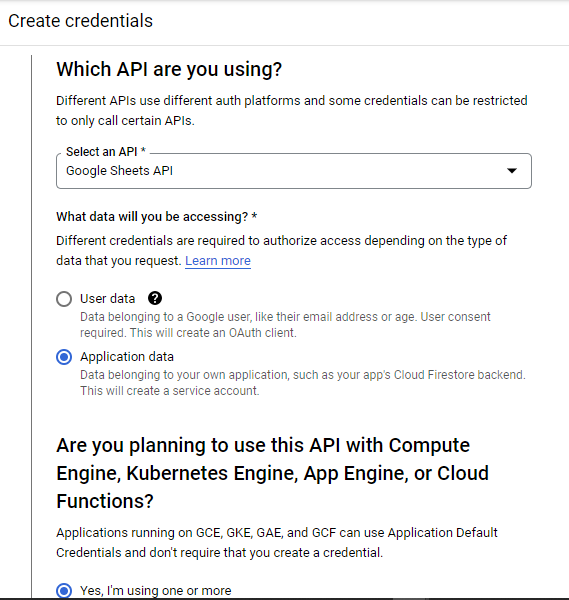 Create credentials
Which API are you using?
Different APIs use different auth platforms and some credentials can be restricted
to only call certain APIs.
Select an API *
Google Sheets API
What data will you be accessing? *
Different credentials are required to authorize access depending on the type of
data that you request. Learn more
User data ?
Data belonging to a Google user, like their email address or age. User consent
required. This will create an OAuth client.
Application data
Data belonging to your own application, such as your app's Cloud Firestore backend.
This will create a service account.
Are you planning to use this API with Compute
Engine, Kubernetes Engine, App Engine, or Cloud
Functions?
Applications running on GCE, GKE, GAE, and GCF can use Application Default
Credentials and don't require that you create a credential.
Yes, I'm using one or more